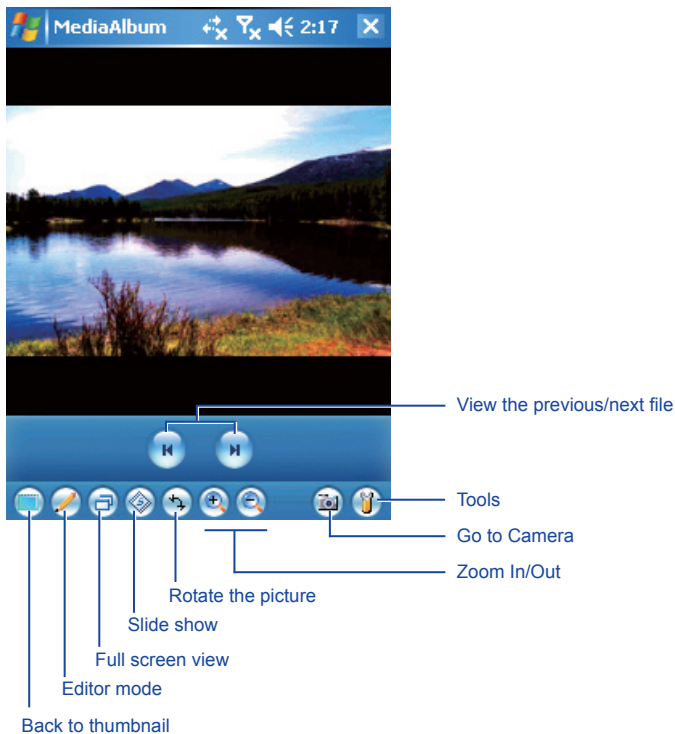 MediaAlbum 2:17
View the previous/next file
Tools
Go to Camera
Zoom In/Out
Rotate the picture
Slide show
Full screen view
Editor mode
Back to thumbnail